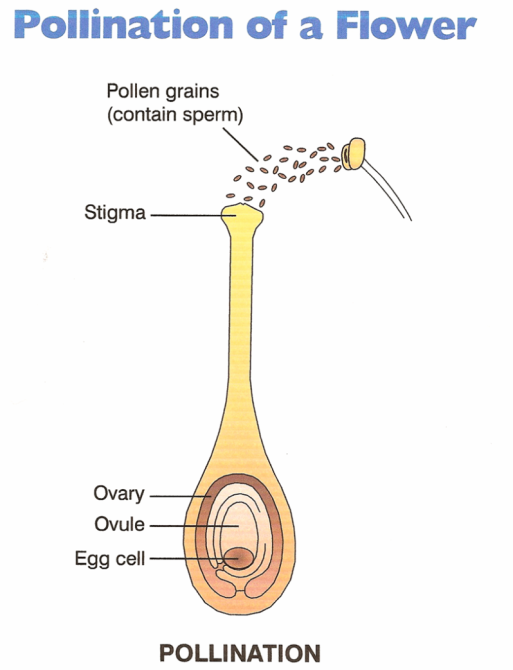 Pollination of a Flower
Pollen grains
(contain sperm)
Stigma
Ovary
Ovule
Egg cell
POLLINATION